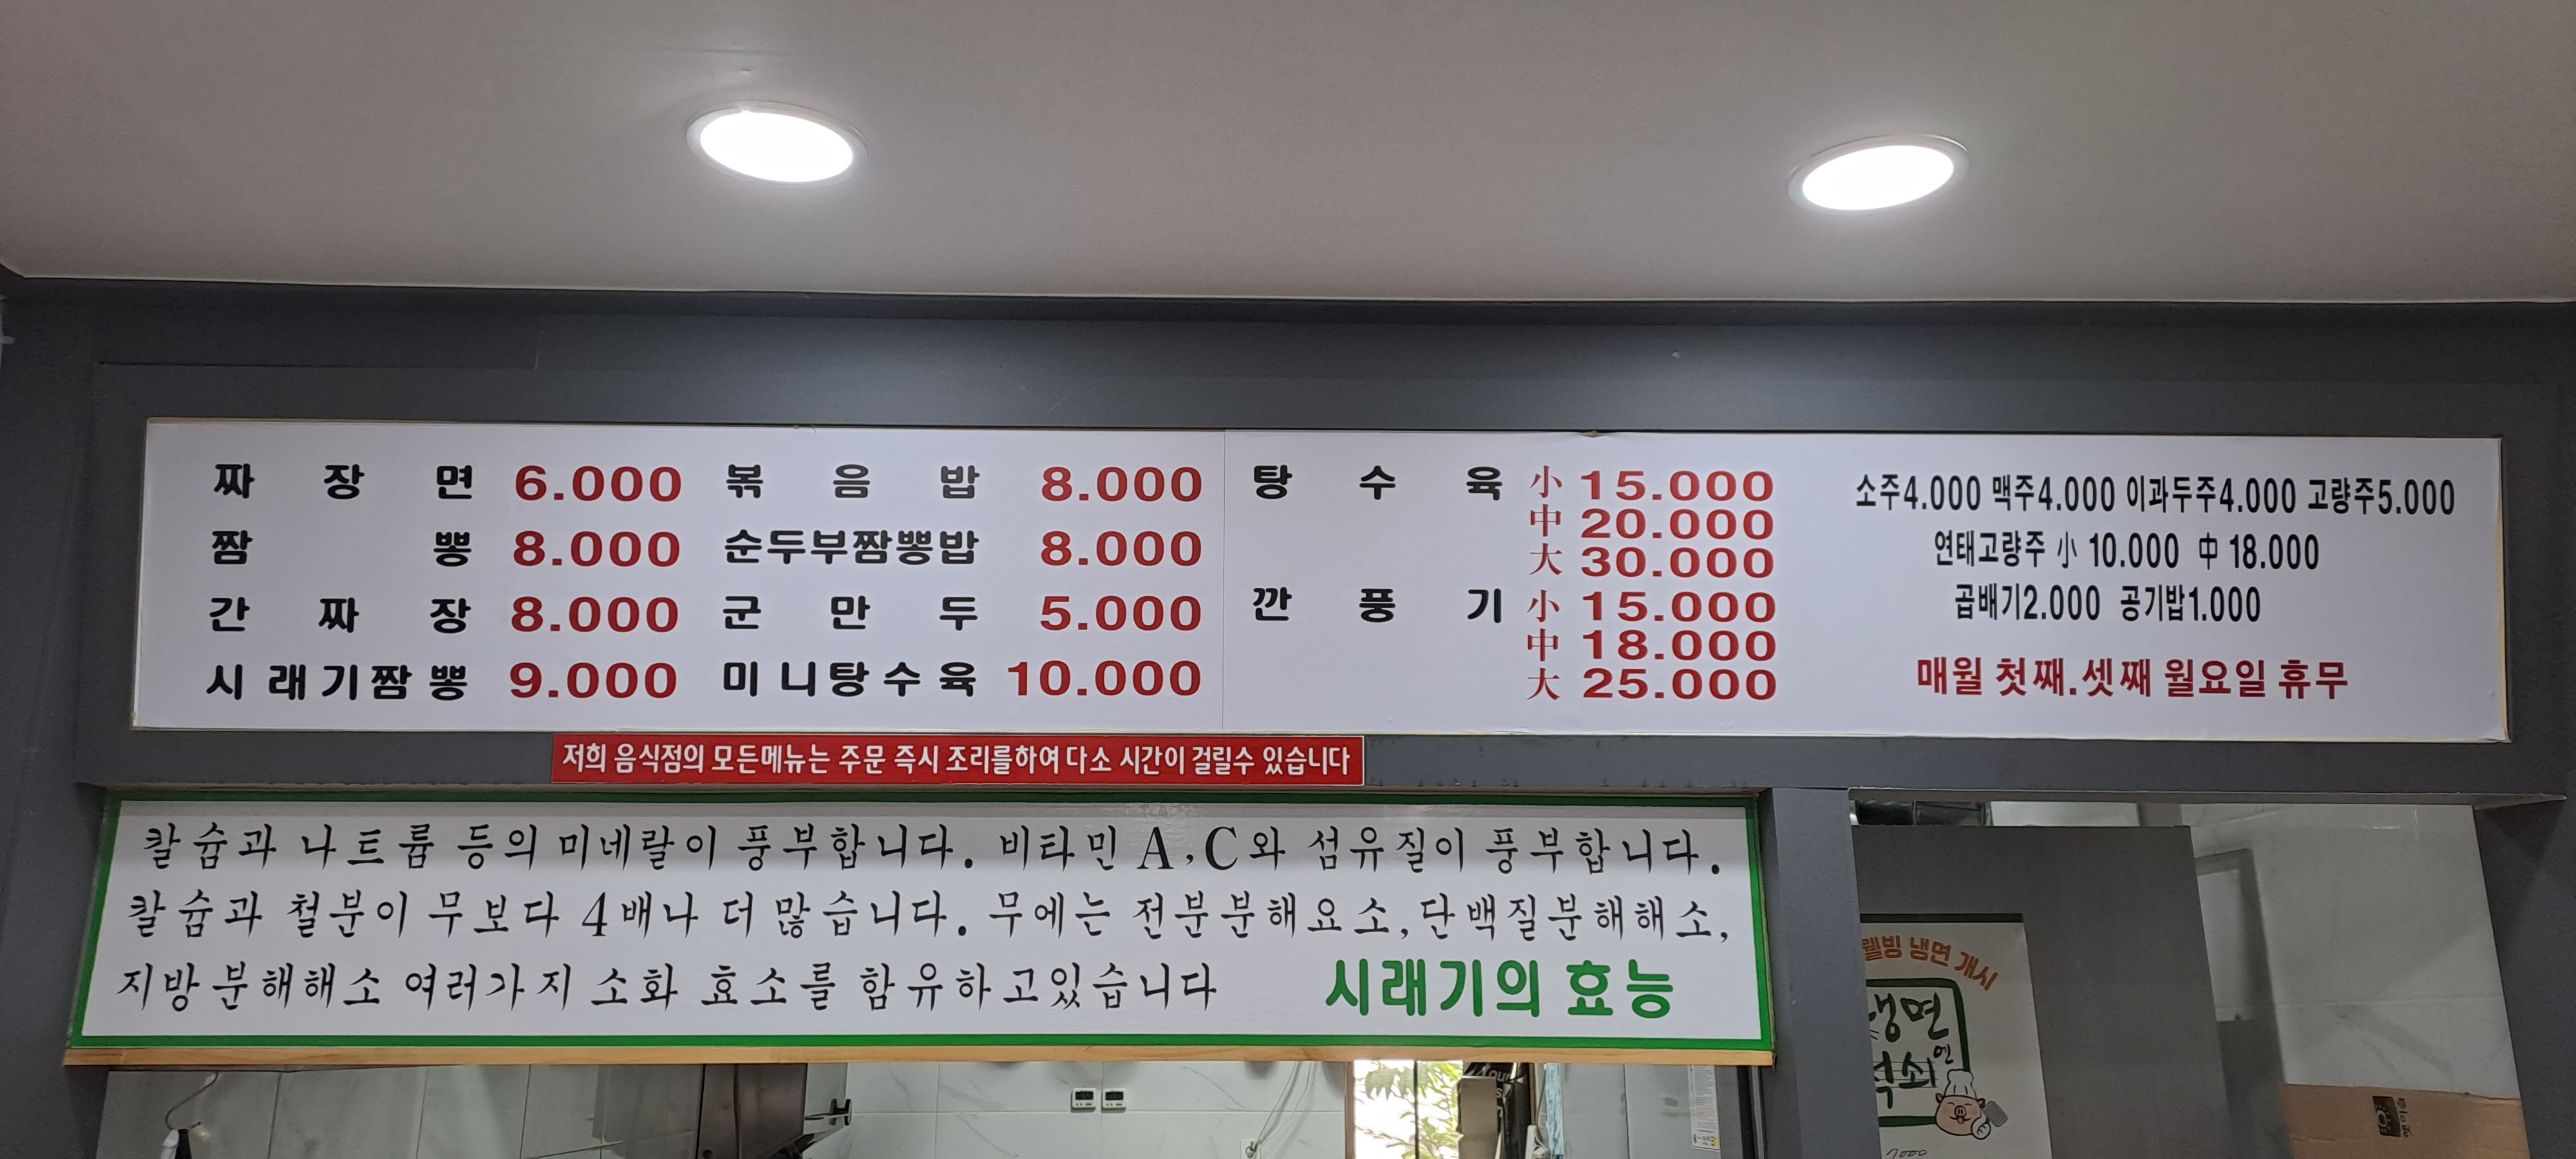 짜장면 6.000 볶음밥 8.000 탕수육 小 15.000
中 20.000
大 30.000
짬뽕 8.000 순두부짬뽕밥 8.000
간짜장 8.000 군만두 5.000 깐풍기 小 15.000
中 18.000
大 25.000
시래기짬뽕 9.000 미니탕수육 10.000
소주4.000 맥주4.000 이과두주4.000 고량주5.000
연태고량주 小 10.000 中 18.000
곱배기2.000 공기밥1.000
매월 첫째.셋째 월요일 휴무
저희 음식점의 모든메뉴는 주문 즉시 조리를하여 다소 시간이 걸릴수 있습니다
칼슘과 나트륨 등의 미네랄이 풍부합니다. 비타민 A,C와 섬유질이 풍부합니다.
칼슘과 철분이 무보다 4배나 더 많습니다. 무에는 전분분해요소,단백질분해해소,
지방분해해소 여러가지 소화 효소를 함유하고있습니다 시래기의 효능
웰빙 냉면 개시
냉면
7000